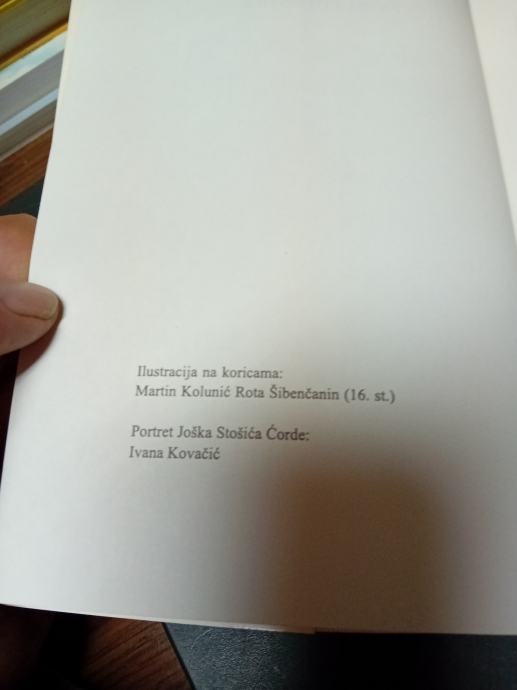 Ilustracija na koricama:
Martin Kolunić Rota Šibenčanin (16. st.)
Portret Joška Stošića Ćorde:
Ivana Kovačić